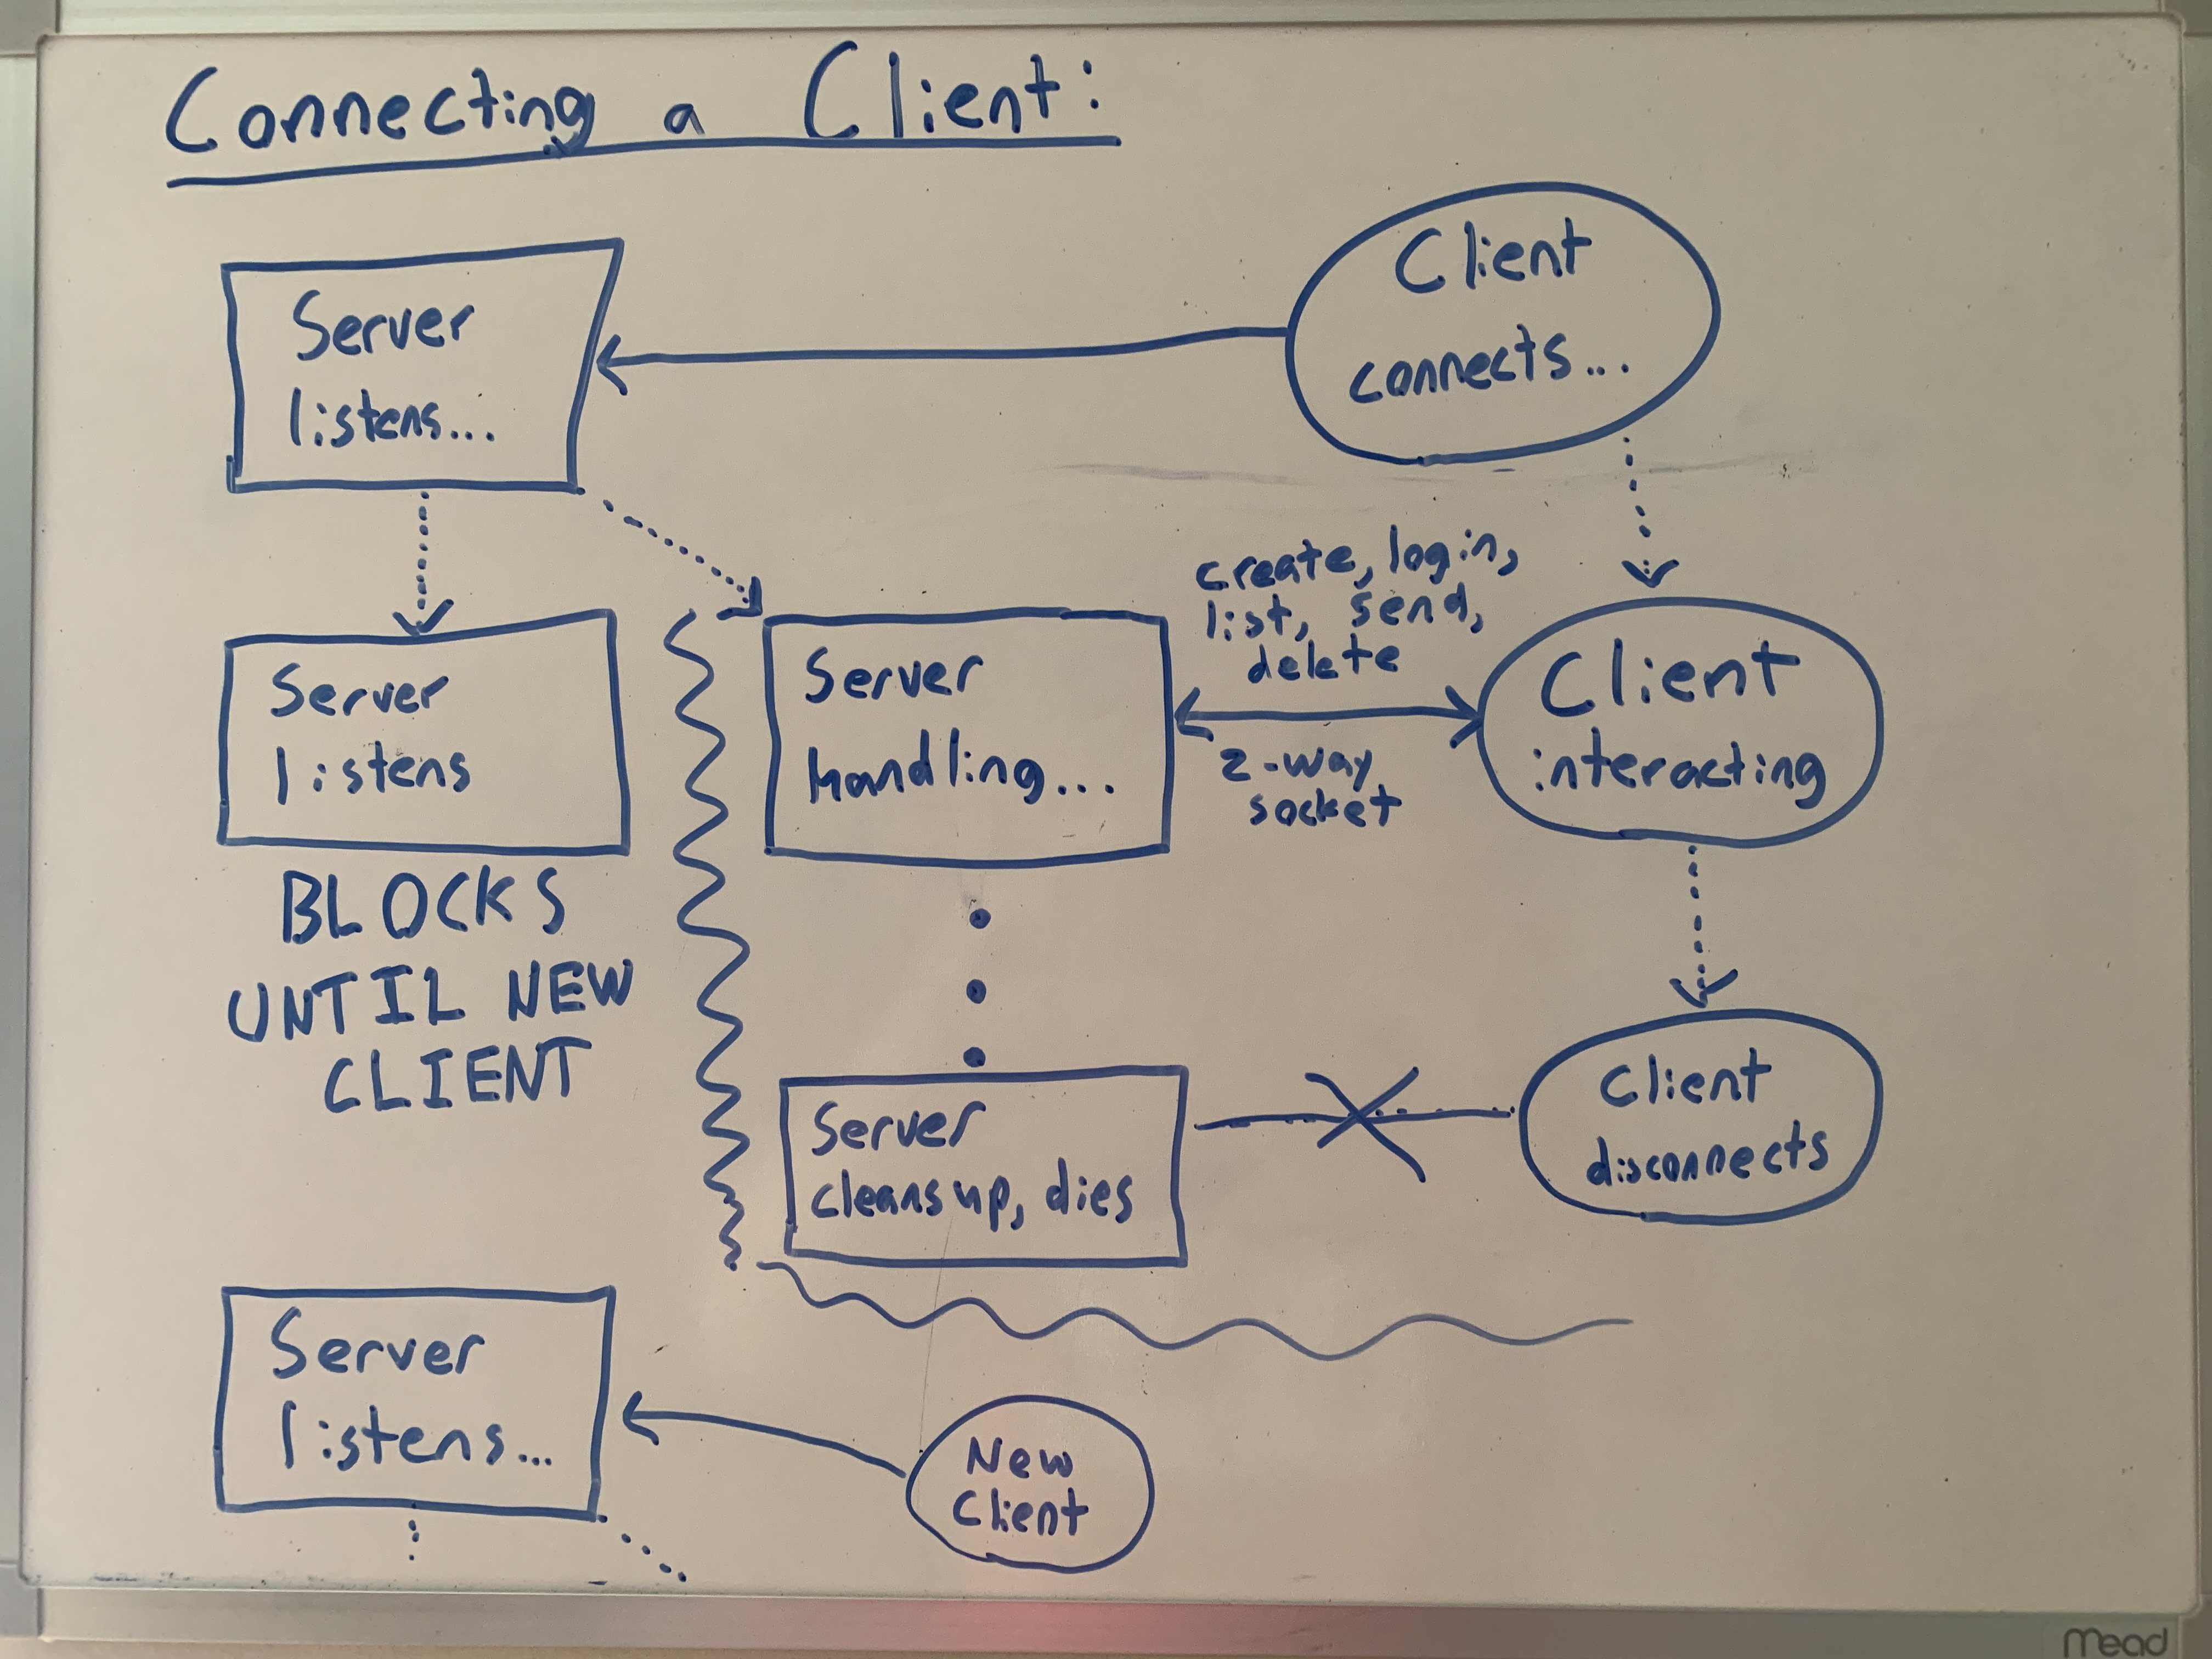 Connecting a Client:
Server
listens...
Client
connects...
create, login,
list, send,
delete
Server
listens
Server
handling...
2-way
socket
Client
interacting
BLOCKS
UNTIL NEW
CLIENT
Server
cleans up, dies
Client
disconnects
Server
listens...
New
Client
Mead